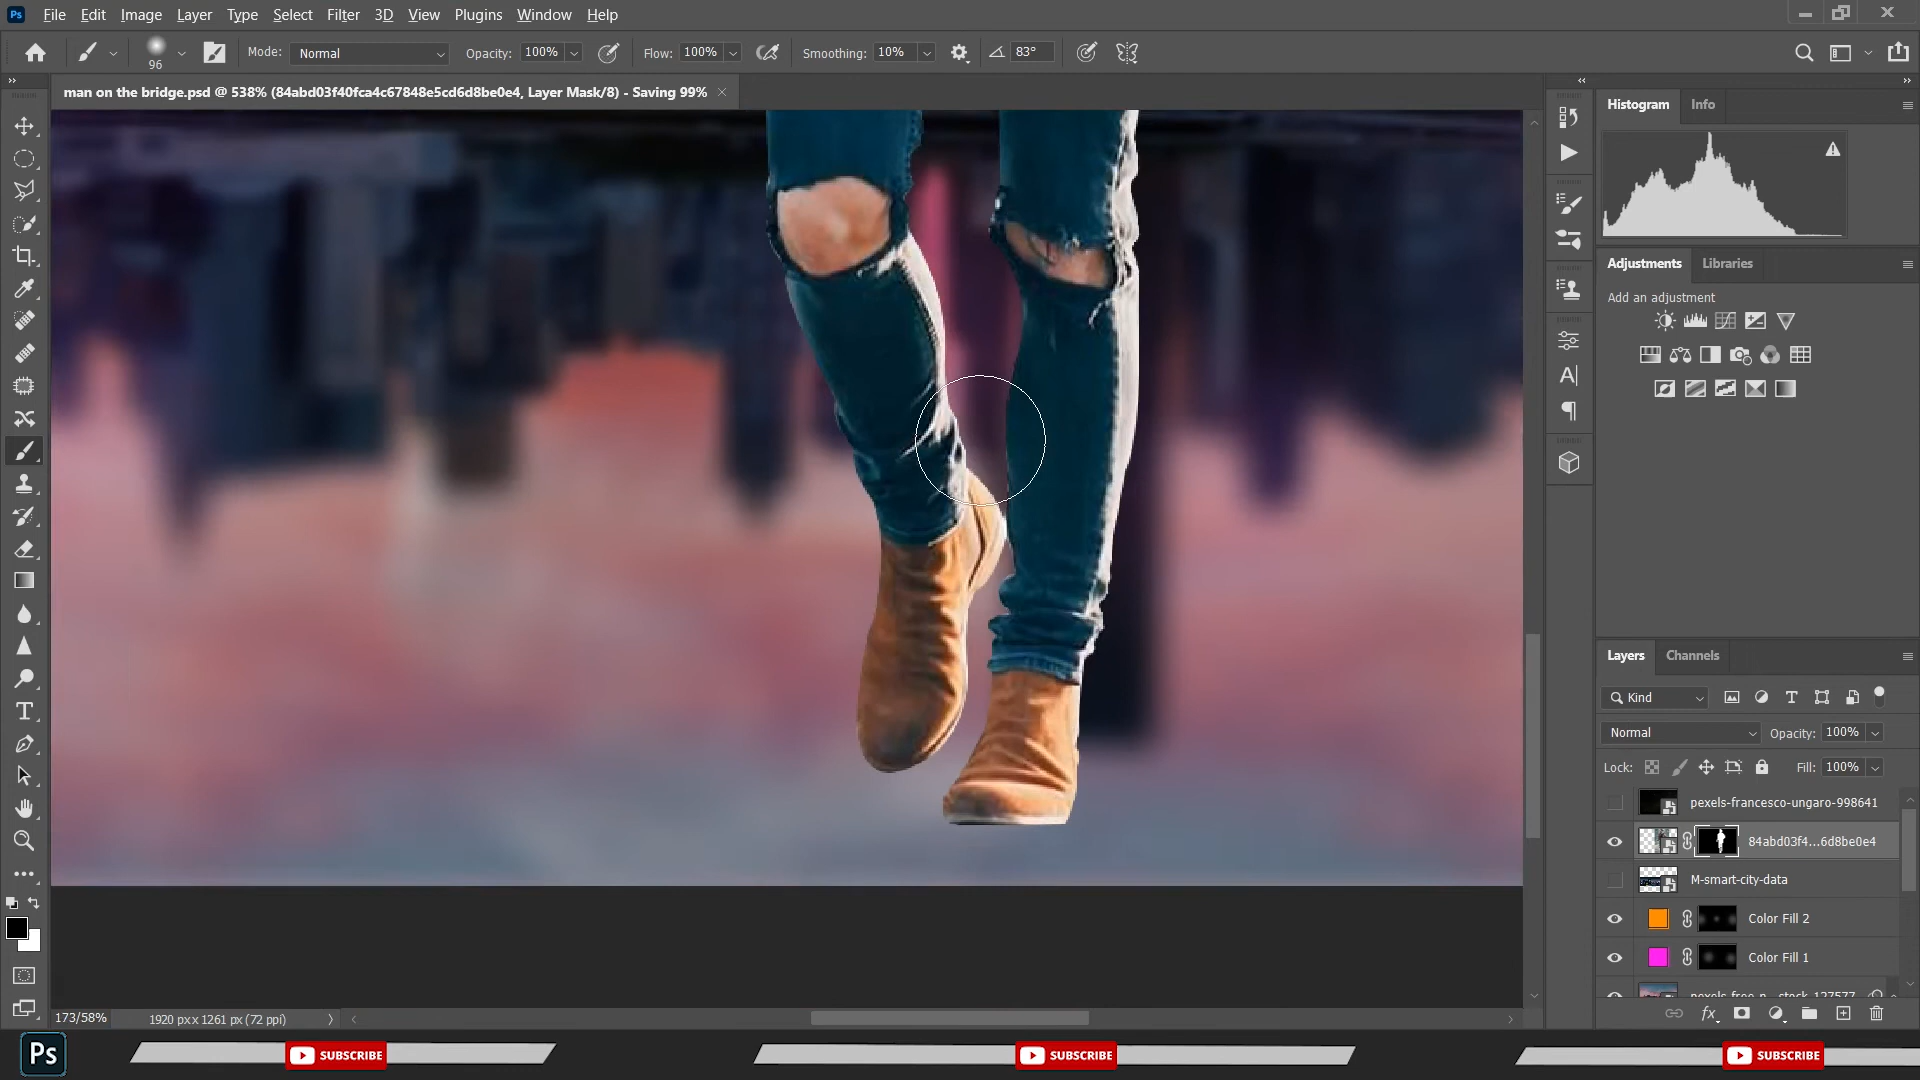 Ps File Edit Image Layer Type Select Filter 3D View Plugins Window Help
96 Mode: Normal Opacity: 100% Flow: 100% Smoothing: 10% 83°
man on the bridge.psd @ 538% (84abd03f40fca4c67848e5cd6d8be0e4, Layer Mask/8) - Saving 99% ×
Histogram Info
Adjustments Libraries
Add an adjustment
Layers Channels
Kind
Normal Opacity: 100%
Lock: Fill: 100%
pexels-francesco-ungaro-998641
84abd03f4...6d8be0e4
M-smart-city-data
Color Fill 2
Color Fill 1
173/58% 1920 px x 1261 px (72 ppi)
Ps SUBSCRIBE SUBSCRIBE SUBSCRIBE